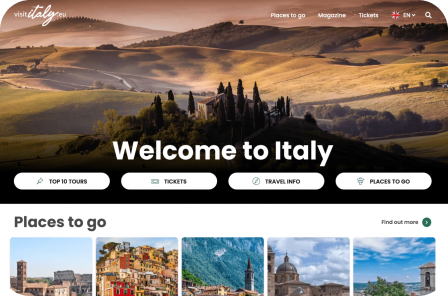 visit italy.eu
Places to go
Magazine
Tickets
EN
Welcome to Italy
TOP 10 TOURS
TICKETS
TRAVEL INFO
PLACES TO GO
Places to go
Find out more